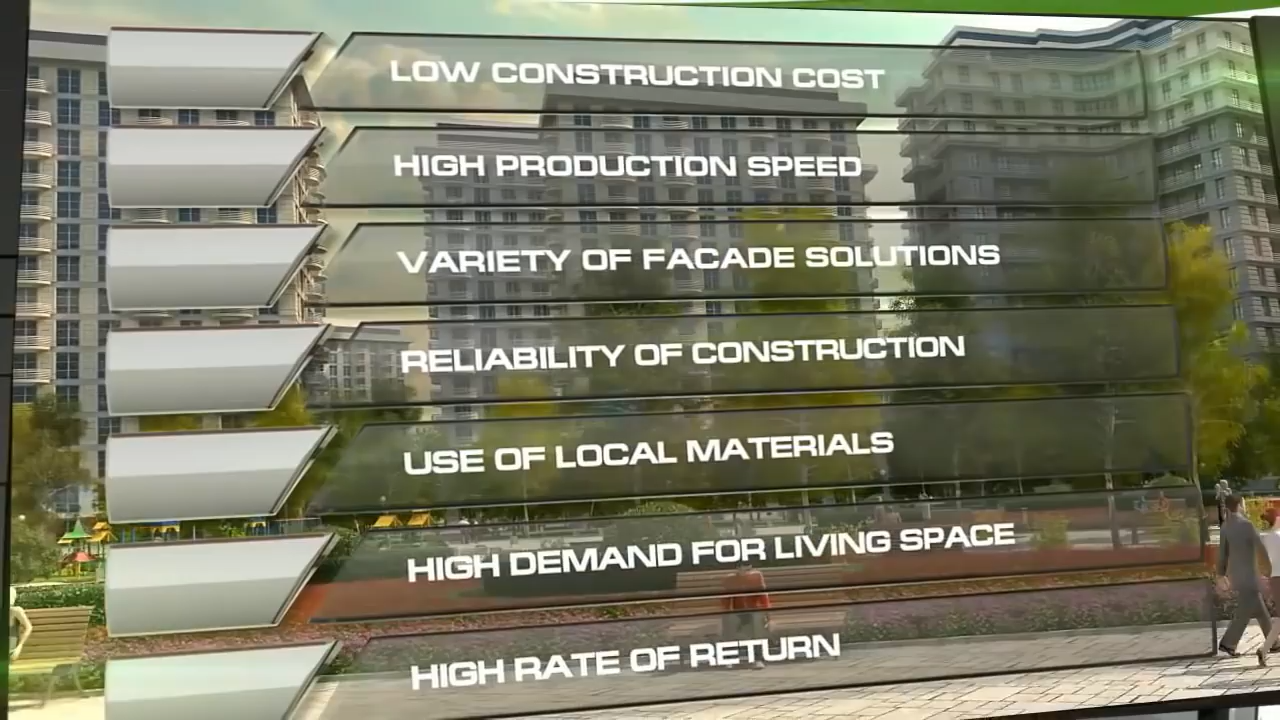 LOW CONSTRUCTION COST
HIGH PRODUCTION SPEED
VARIETY OF FACADE SOLUTIONS
RELIABILITY OF CONSTRUCTION
USE OF LOCAL MATERIALS
HIGH DEMAND FOR LIVING SPACE
HIGH RATE OF RETURN